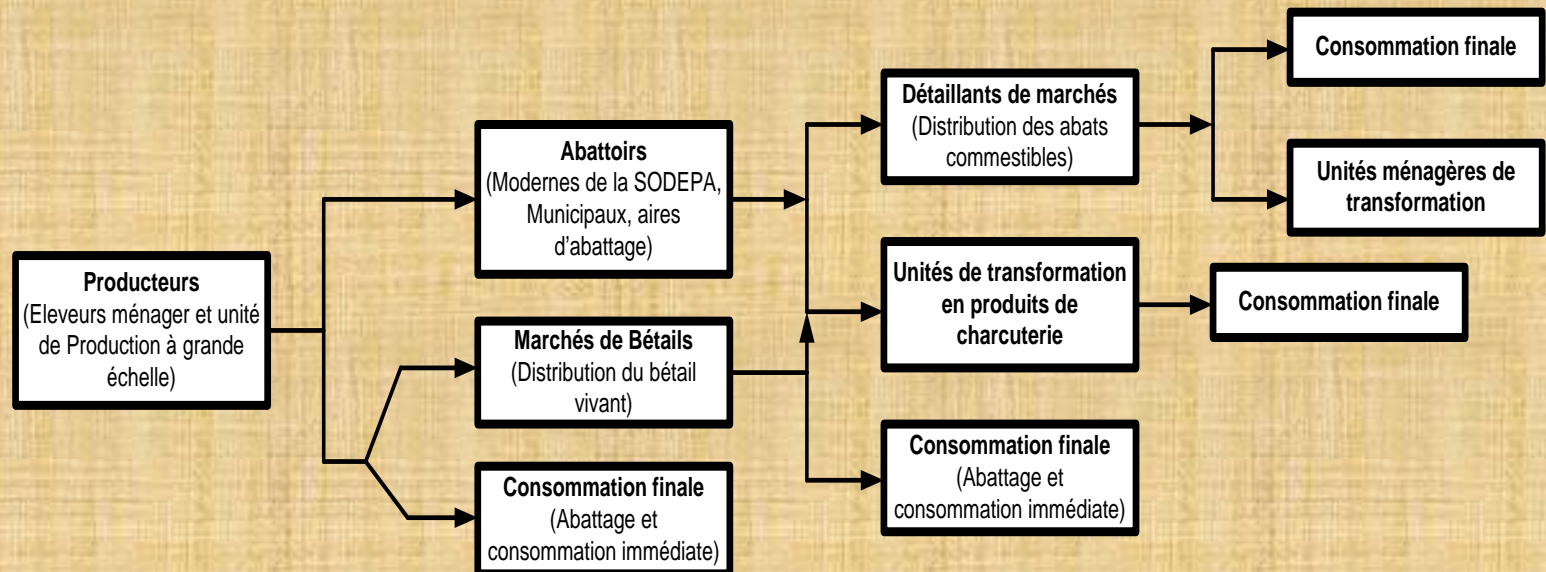 Producteurs
(Eleveurs ménager et unité
de Production à grande
échelle)
Abattoirs
(Modernes de la SODEPA,
Municipaux, aires
d’abattage)
Marchés de Bétails
(Distribution du bétail
vivant)
Consommation finale
(Abattage et
consommation immédiate)
Détaillants de marchés
(Distribution des abats
commestibles)
Unités de transformation
en produits de
charcuterie
Consommation finale
(Abattage et
consommation immédiate)
Consommation finale
Unités ménagères de
transformation
Consommation finale